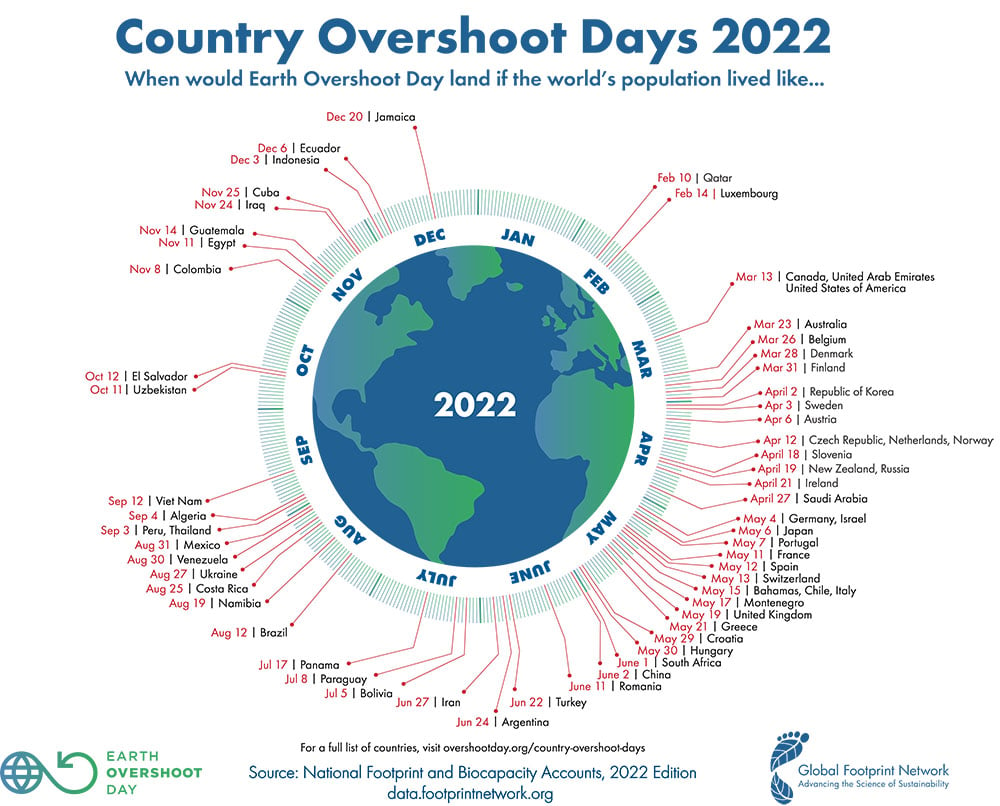 Country Overshoot Days 2022
When would Earth Overshoot Day land if the world's population lived like...
Dec 20 | Jamaica
Dec 6 | Ecuador
Dec 3 | Indonesia
Nov 25 | Cuba
Nov 24 | Iraq
Nov 14 | Guatemala
Nov 11 | Egypt
Nov 8 | Colombia
Oct 12 | El Salvador
Oct 11 | Uzbekistan
Sep 12 | Viet Nam
Sep 4 | Algeria
Sep 3 | Peru, Thailand
Aug 31 | Mexico
Aug 30 | Venezuela
Aug 27 | Ukraine
Aug 25 | Costa Rica
Aug 19 | Namibia
Aug 12 | Brazil
Jul 17 | Panama
Jul 8 | Paraguay
Jul 5 | Bolivia
Jun 27 | Iran
Jun 24 | Argentina
Jun 22 | Turkey
Feb 10 | Qatar
Feb 14 | Luxembourg
Mar 13 | Canada, United Arab Emirates
United States of America
Mar 23 | Australia
Mar 26 | Belgium
Mar 28 | Denmark
Mar 31 | Finland
April 2 | Republic of Korea
Apr 3 | Sweden
Apr 6 | Austria
Apr 12 | Czech Republic, Netherlands, Norway
April 18 | Slovenia
April 19 | New Zealand, Russia
April 21 | Ireland
April 27 | Saudi Arabia
May 4 | Germany, Israel
May 6 | Japan
May 7 | Portugal
May 11 | France
May 12 | Spain
May 13 | Switzerland
May 15 | Bahamas, Chile, Italy
May 17 | Montenegro
May 19 | United Kingdom
May 21 | Greece
May 29 | Croatia
May 30 | Hungary
June 1 | South Africa
June 2 | China
June 11 | Romania
JAN
FEB
MAR
APR
MAY
JUNE
JULY
AUG
SEP
OCT
NOV
DEC
2022
For a full list of countries, visit overshootday.org/country-overshoot-days
Source: National Footprint and Biocapacity Accounts, 2022 Edition
data.footprintnetwork.org
EARTH
OVERSHOOT
DAY
Global Footprint Network
Advancing the Science of Sustainability